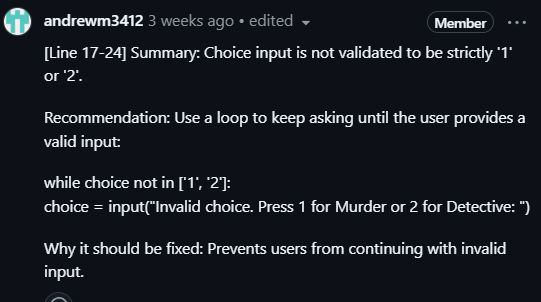 andrewm3412 3 weeks ago • edited
Member
[Line 17-24] Summary: Choice input is not validated to be strictly '1'
or '2'.
Recommendation: Use a loop to keep asking until the user provides a
valid input:
while choice not in ['1', '2']:
choice = input("Invalid choice. Press 1 for Murder or 2 for Detective: ")
Why it should be fixed: Prevents users from continuing with invalid
input.